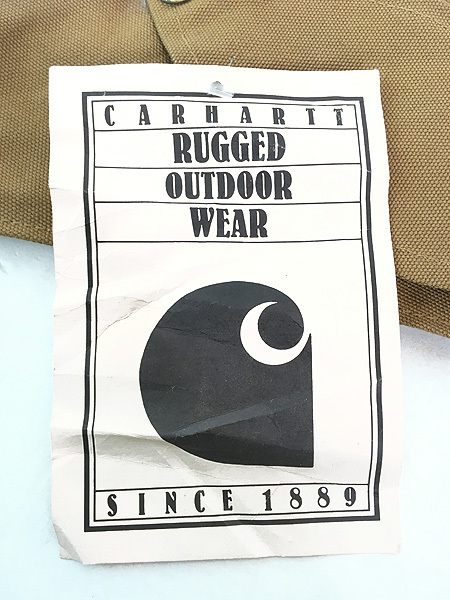 CARHARTT
RUGGED
OUTDOOR
WEAR
SINCE 1889